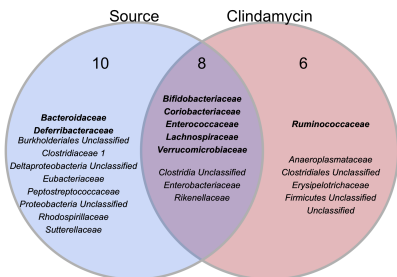 Source
Clindamycin
10
8
6
Bacteroidaceae
Deferribacteraceae
Burkholderiales Unclassified
Clostridiaceae 1
Deltaproteobacteria Unclassified
Eubacteriaceae
Peptostreptococcaceae
Proteobacteria Unclassified
Rhodospirillaceae
Sutterellaceae
Bifidobacteriaceae
Coriobacteriaceae
Enterococcaceae
Lachnospiraceae
Verrucomicrobiaceae
Clostridia Unclassified
Enterobacteriaceae
Rikenellaceae
Ruminococcaceae
Anaeroplasmataceae
Clostridiales Unclassified
Erysipelotrichaceae
Firmicutes Unclassified
Unclassified